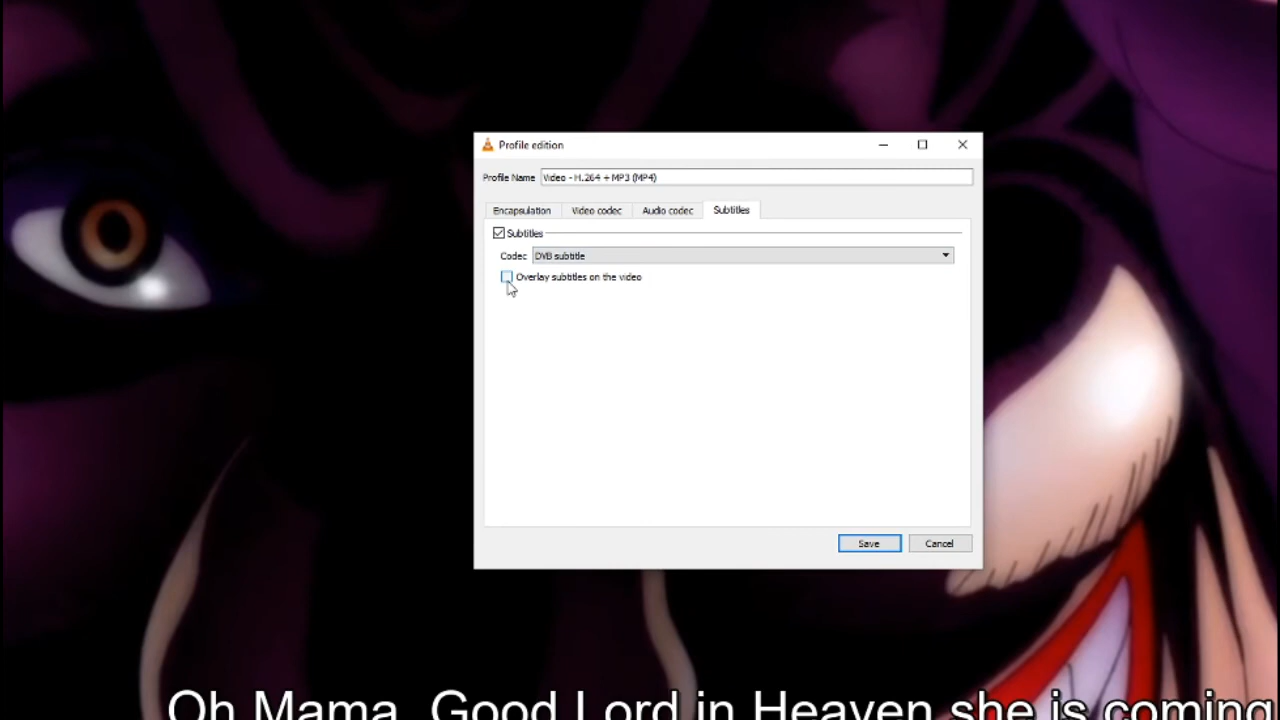 Profile edition
Profile Name Video - H.264 + MP3 (MP4)
Encapsulation Video codec Audio codec Subtitles
Subtitles
Codec DVB subtitle
Overlay subtitles on the video
Save Cancel
Oh Mama, Good Lord in Heaven she is coming